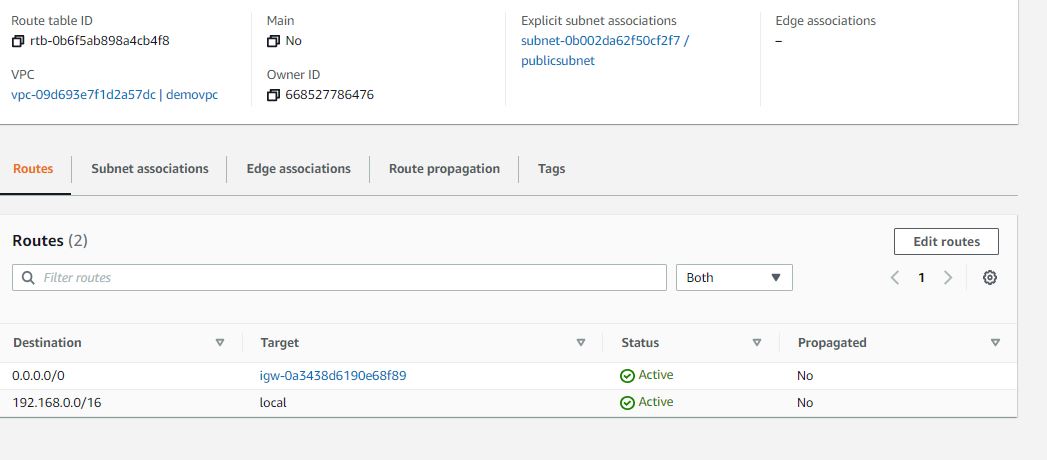 Route table ID
rtb-0b6f5ab898a4cb4f8
Main
No
Explicit subnet associations
subnet-0b002da62f50cf2f7 /
publicsubnet
Edge associations
–
VPC
vpc-09d693e7f1d2a57dc | demovpc
Owner ID
668527786476
Routes
Subnet associations
Edge associations
Route propagation
Tags
Routes (2)
Edit routes
Filter routes
Both
1
Destination Target Status Propagated
0.0.0.0/0 igw-0a3438d6190e68f89 Active No
192.168.0.0/16 local Active No